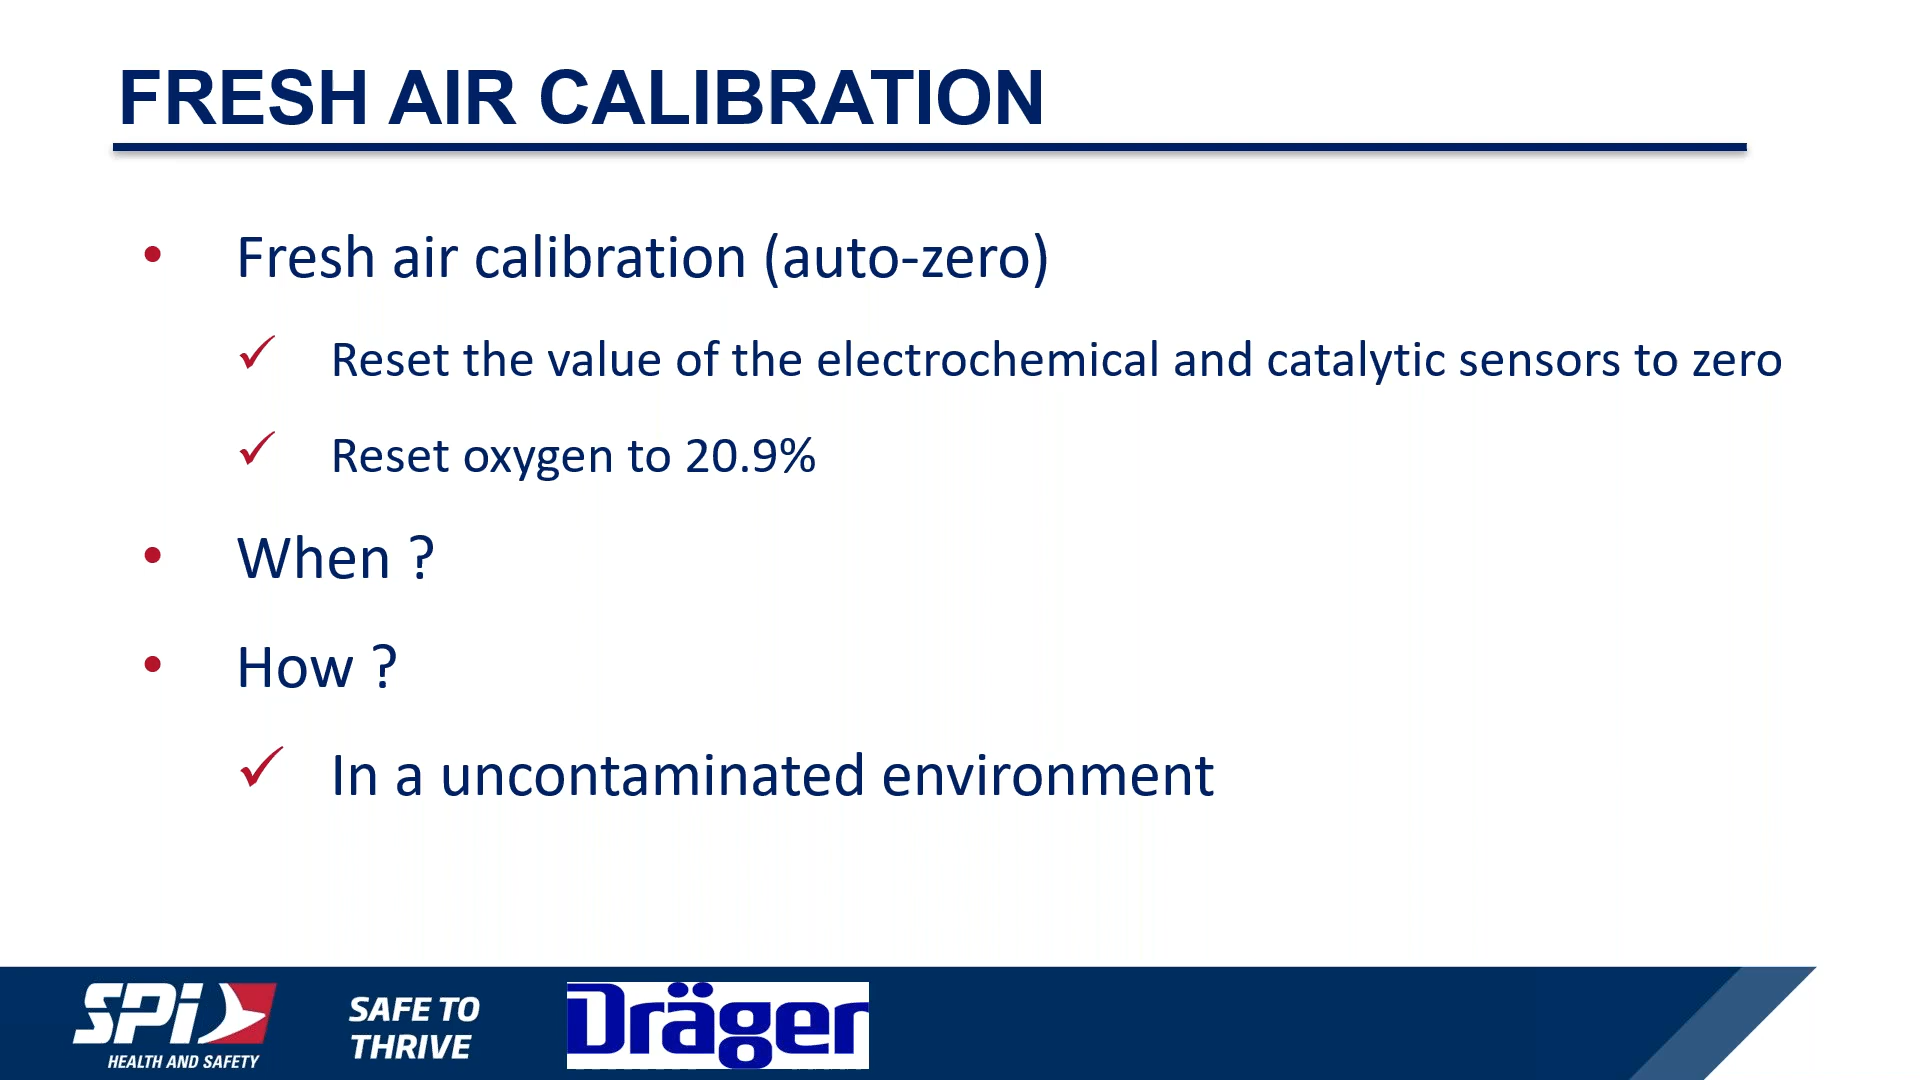 FRESH AIR CALIBRATION
• Fresh air calibration (auto-zero)
✓ Reset the value of the electrochemical and catalytic sensors to zero
✓ Reset oxygen to 20.9%
• When ?
• How ?
✓ In a uncontaminated environment
SPi
HEALTH AND SAFETY
SAFE TO
THRIVE
Dräger